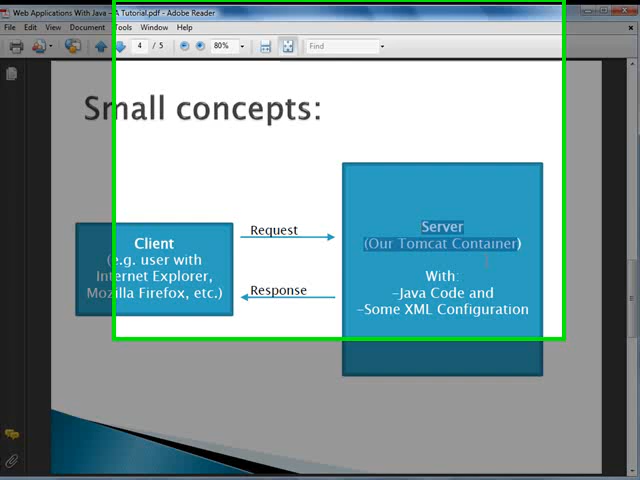 Web Applications With Java - A Tutorial.pdf - Adobe Reader
File Edit View Document Tools Window Help
4 / 5 80% Find
Small concepts:
Request
Response
Client
(e.g. user with
Internet Explorer,
Mozilla Firefox, etc.)
Server
(Our Tomcat Container)
With:
-Java Code and
-Some XML Configuration